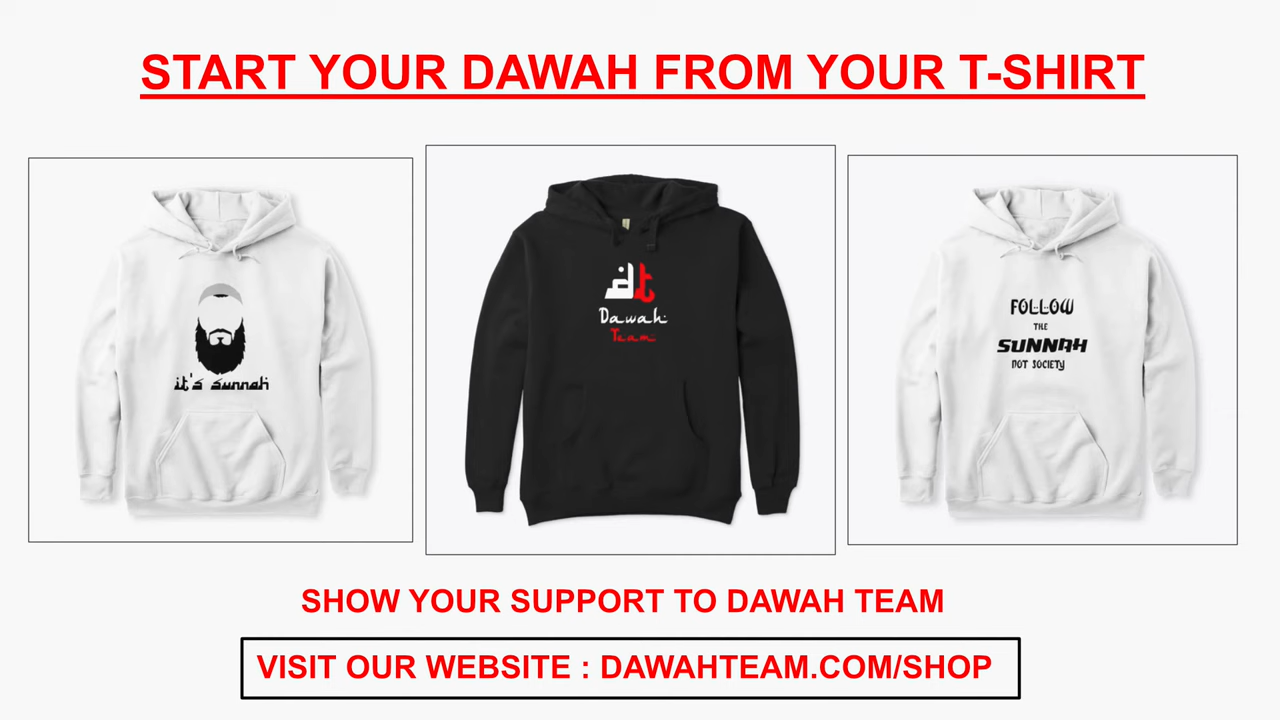 START YOUR DAWAH FROM YOUR T-SHIRT
it's sunnah
dt
Dawah
Team
FOLLOW
THE
SUNNAH
NOT SOCIETY
SHOW YOUR SUPPORT TO DAWAH TEAM
VISIT OUR WEBSITE : DAWAHTEAM.COM/SHOP